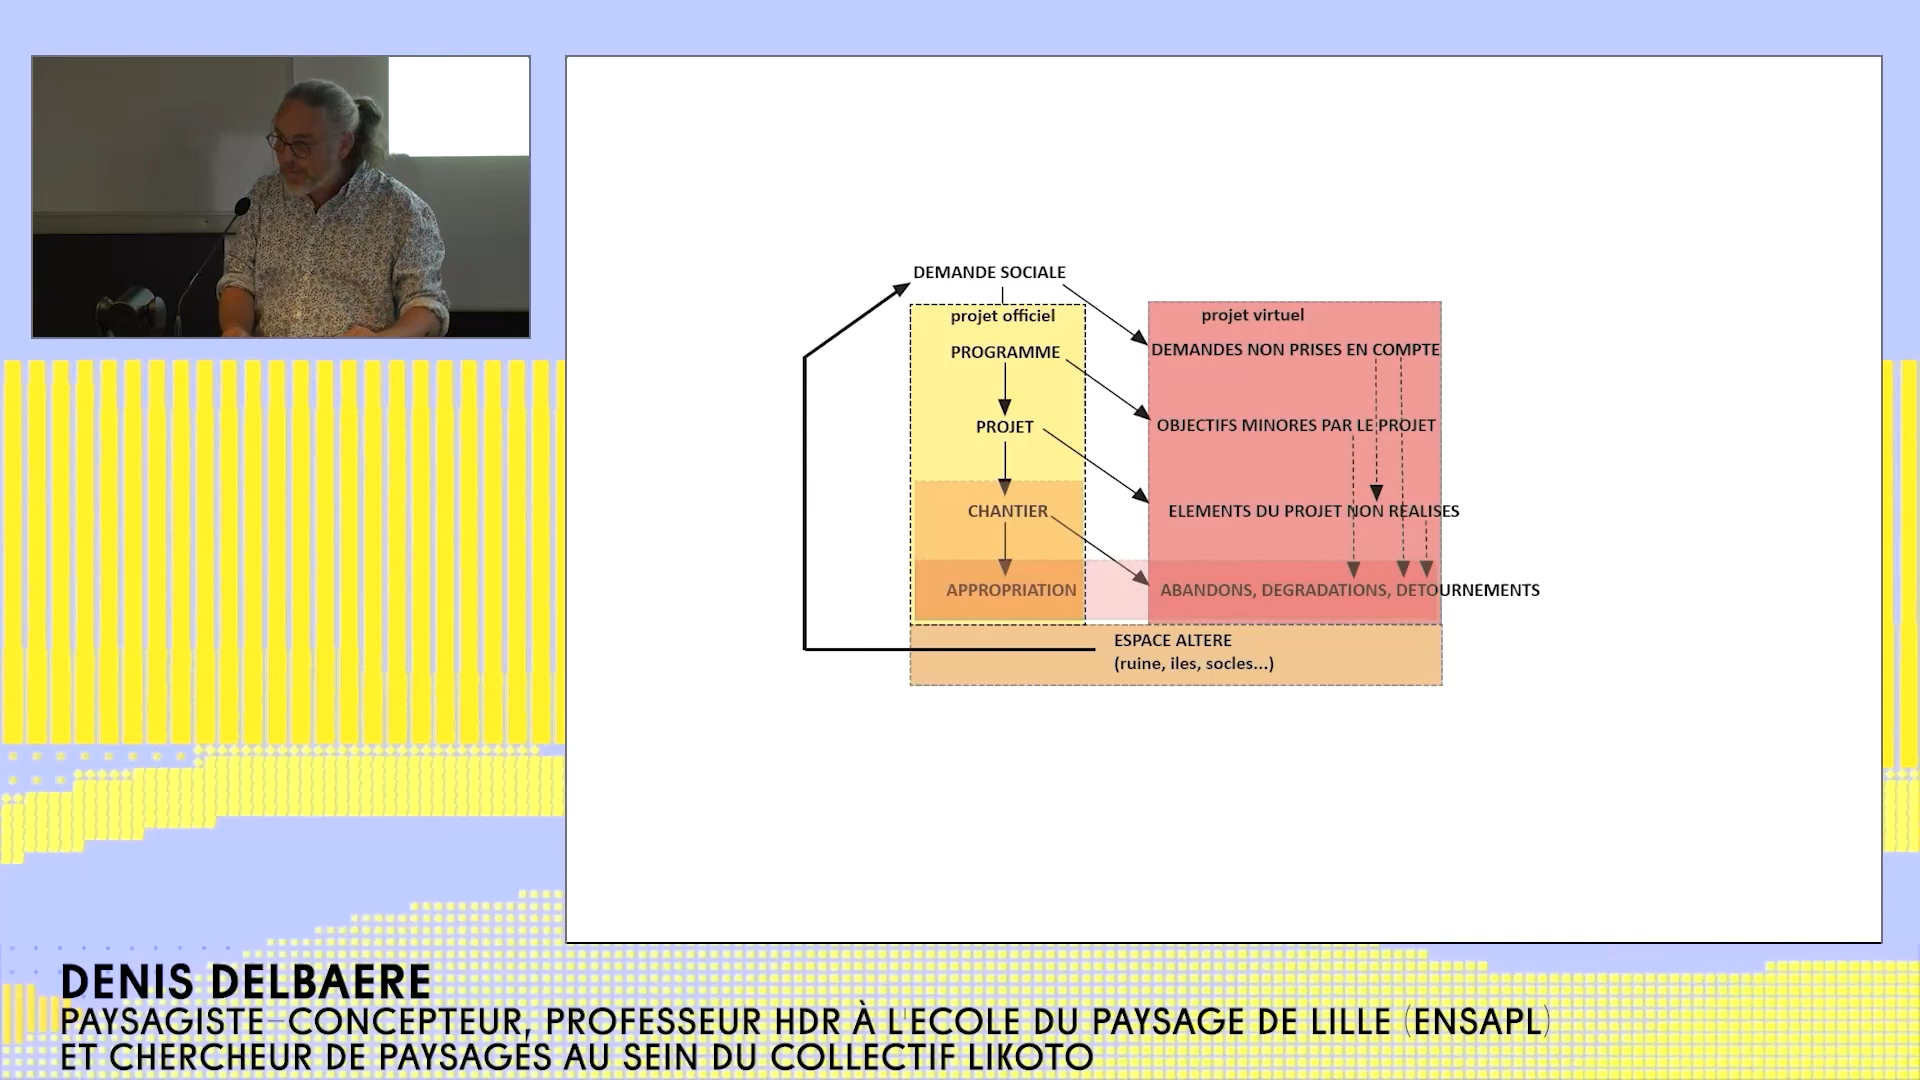 DEMANDE SOCIALE
projet officiel
PROGRAMME
PROJET
CHANTIER
APPROPRIATION
projet virtuel
DEMANDES NON PRISES EN COMPTE
OBJECTIFS MINORES PAR LE PROJET
ELEMENTS DU PROJET NON REALISES
ABANDONS, DEGRADATIONS, DETOURNEMENTS
ESPACE ALTERE
(ruine, iles, socles...)
DENIS DELBAERE
PAYSAGISTE-CONCEPTEUR, PROFESSEUR HDR À L'ECOLE DU PAYSAGE DE LILLE (ENSAPL)
ET CHERCHEUR DE PAYSAGES AU SEIN DU COLLECTIF LIKOTO